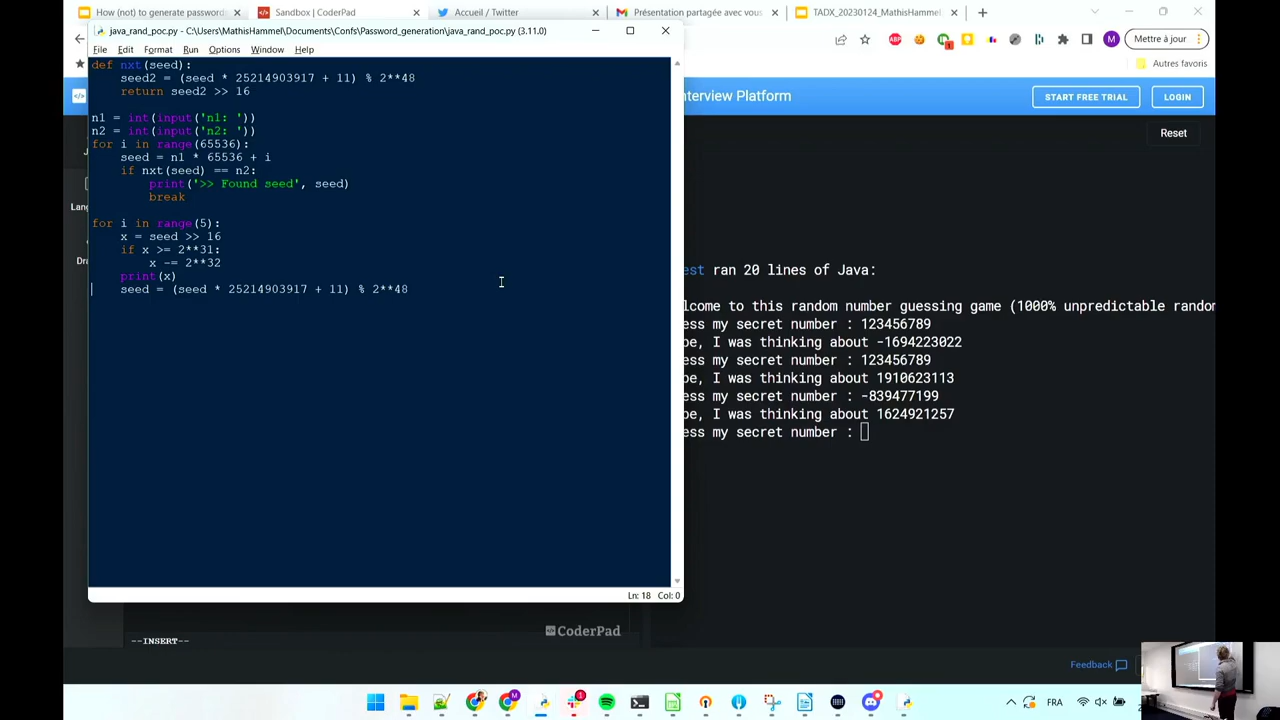 How (not) to generate password
Sandbox | CoderPad
Accueil / Twitter
Présentation partagée avec vous
TADX_20230124_MathisHammel
java_rand_poc.py - C:\Users\MathisHammel\Documents\Confs\Password_generation\java_rand_poc.py (3.11.0)
File Edit Format Run Options Window Help
Mettre à jour
Autres favoris
def nxt(seed):
    seed2 = (seed * 25214903917 + 11) % 2**48
    return seed2 >> 16
n1 = int(input('n1: '))
n2 = int(input('n2: '))
for i in range(65536):
    seed = n1 * 65536 + i
    if nxt(seed) == n2:
        print('>> Found seed', seed)
        break
for i in range(5):
    x = seed >> 16
    if x >= 2**31:
        x -= 2**32
    print(x)
    seed = (seed * 25214903917 + 11) % 2**48
Ln: 18 Col: 0
nterview Platform
START FREE TRIAL
LOGIN
Reset
Lang
Dra
est ran 20 lines of Java:
lcome to this random number guessing game (1000% unpredictable random
ess my secret number : 123456789
pe, I was thinking about -1694223022
ess my secret number : 123456789
pe, I was thinking about 1910623113
ess my secret number : -839477199
pe, I was thinking about 1624921257
ess my secret number :
--INSERT--
CoderPad
Feedback
FRA